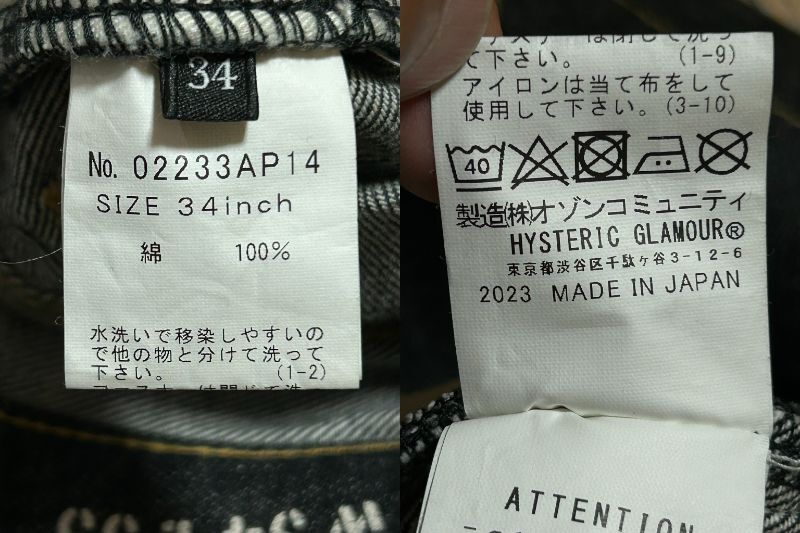 34
No. 02233AP14
SIZE 34inch
綿 100%
水洗いで移染しやすいの
で他の物と分けて洗って
下さい。 (1-2)
て下さい。 (1-9)
アイロンは当て布をして
使用して下さい。(3-10)
40
製造㈱オゾンコミュニティ
HYSTERIC GLAMOUR®
東京都渋谷区千駄ヶ谷3-12-6
2023 MADE IN JAPAN
ATTENTION